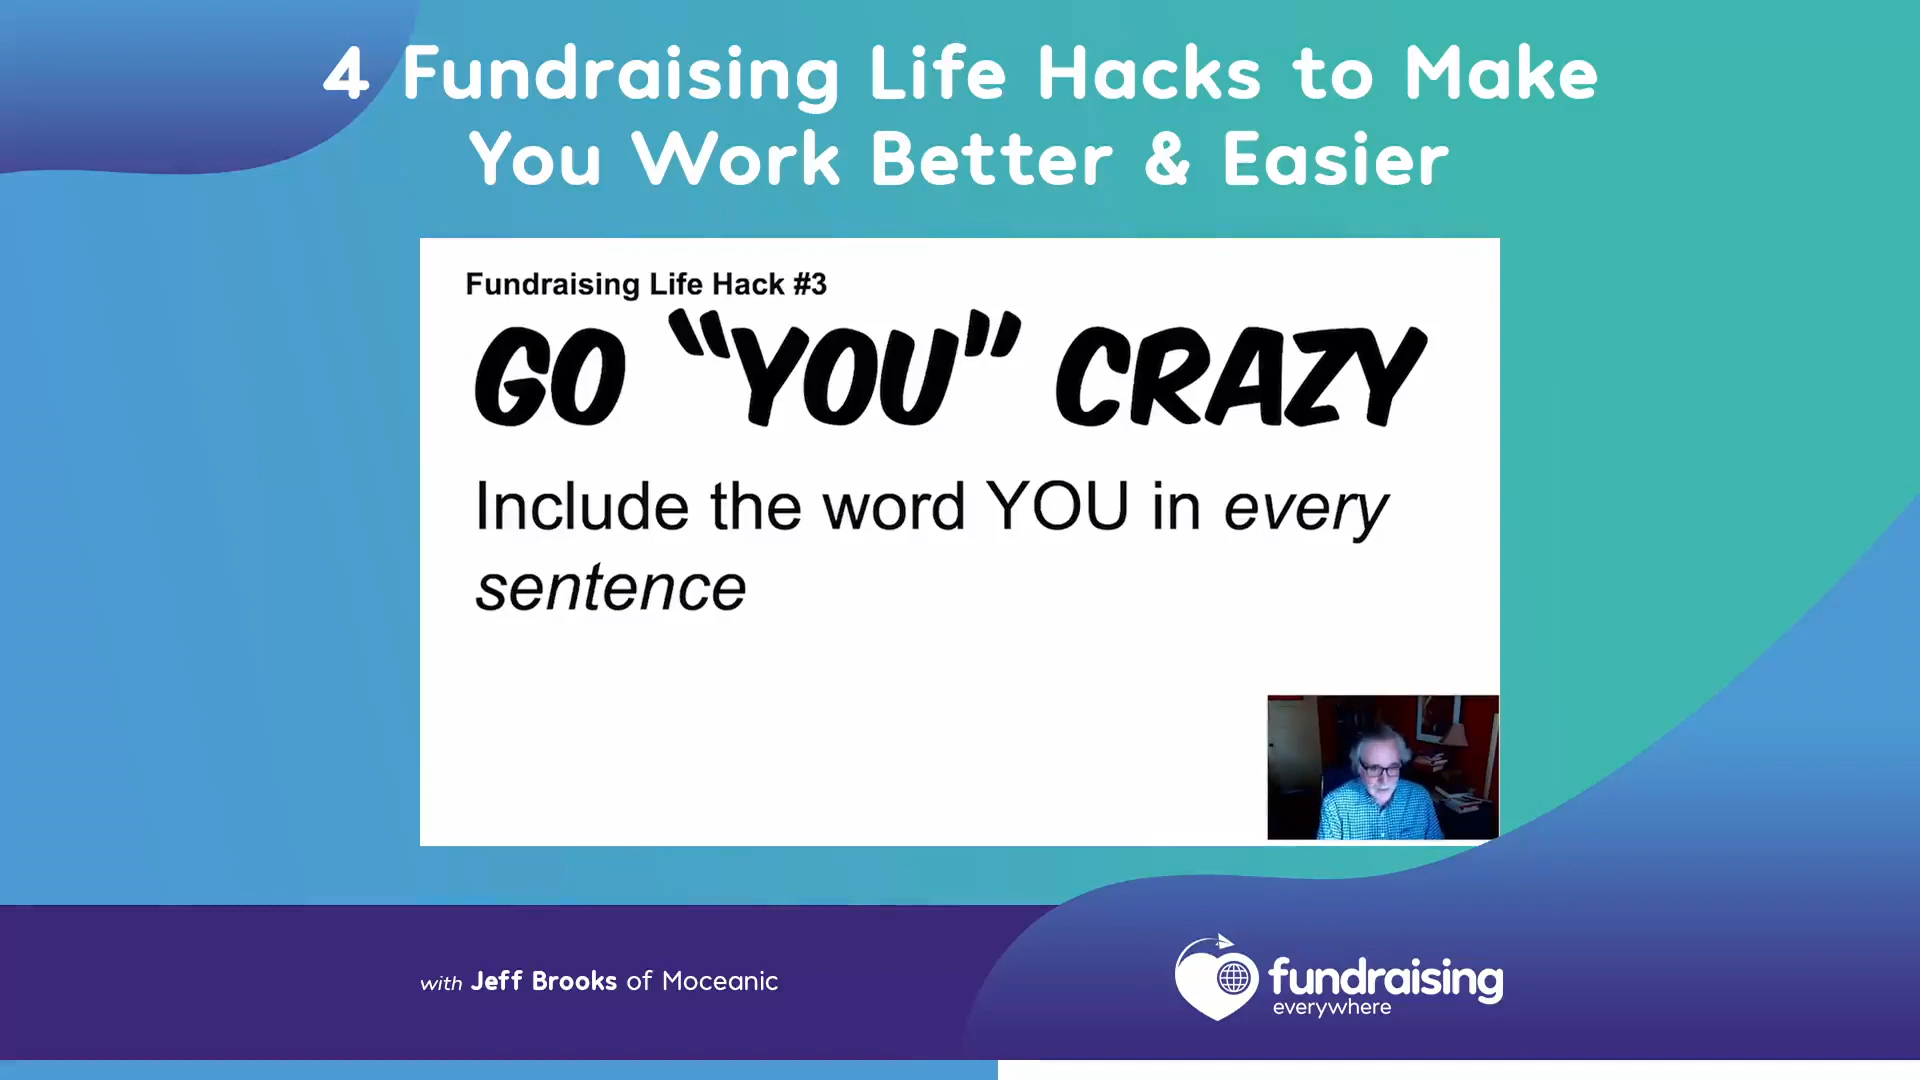 4 Fundraising Life Hacks to Make
You Work Better & Easier
Fundraising Life Hack #3
GO “YOU” CRAZY
Include the word YOU in every
sentence
with Jeff Brooks of Moceanic
fundraising
everywhere